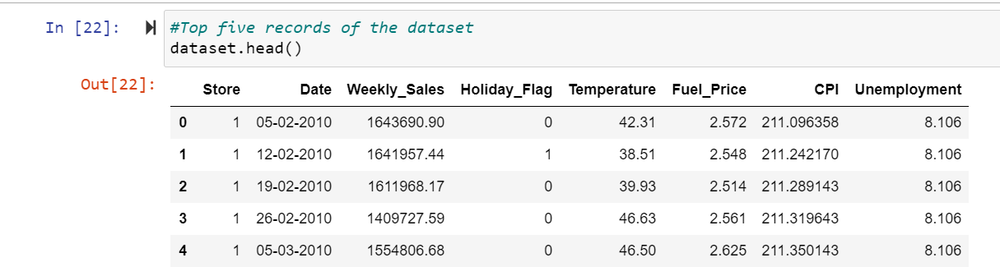 In [22]: #Top five records of the dataset
dataset.head()
Out[22]:
Store Date Weekly_Sales Holiday_Flag Temperature Fuel_Price CPI Unemployment
0 1 05-02-2010 1643690.90 0 42.31 2.572 211.096358 8.106
1 1 12-02-2010 1641957.44 1 38.51 2.548 211.242170 8.106
2 1 19-02-2010 1611968.17 0 39.93 2.514 211.289143 8.106
3 1 26-02-2010 1409727.59 0 46.63 2.561 211.319643 8.106
4 1 05-03-2010 1554806.68 0 46.50 2.625 211.350143 8.106